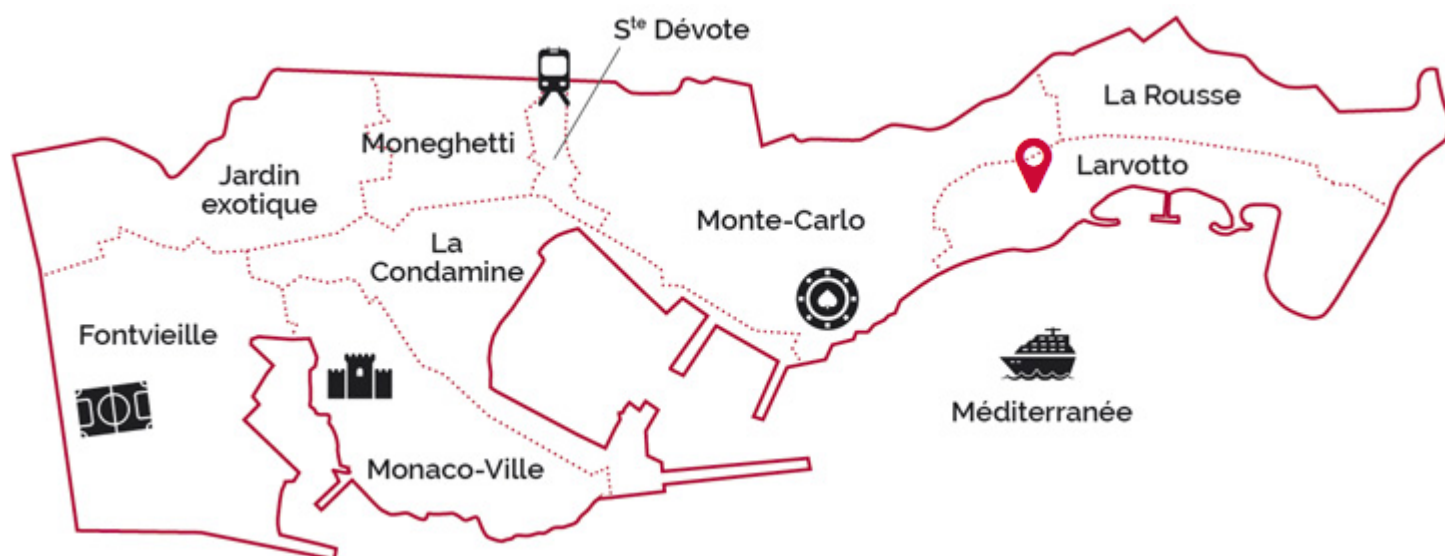 Sᵗᵉ Dévote
La Rousse
Moneghetti
Larvotto
Jardin
exotique
Monte-Carlo
La
Condamine
Fontvieille
Méditerranée
Monaco-Ville